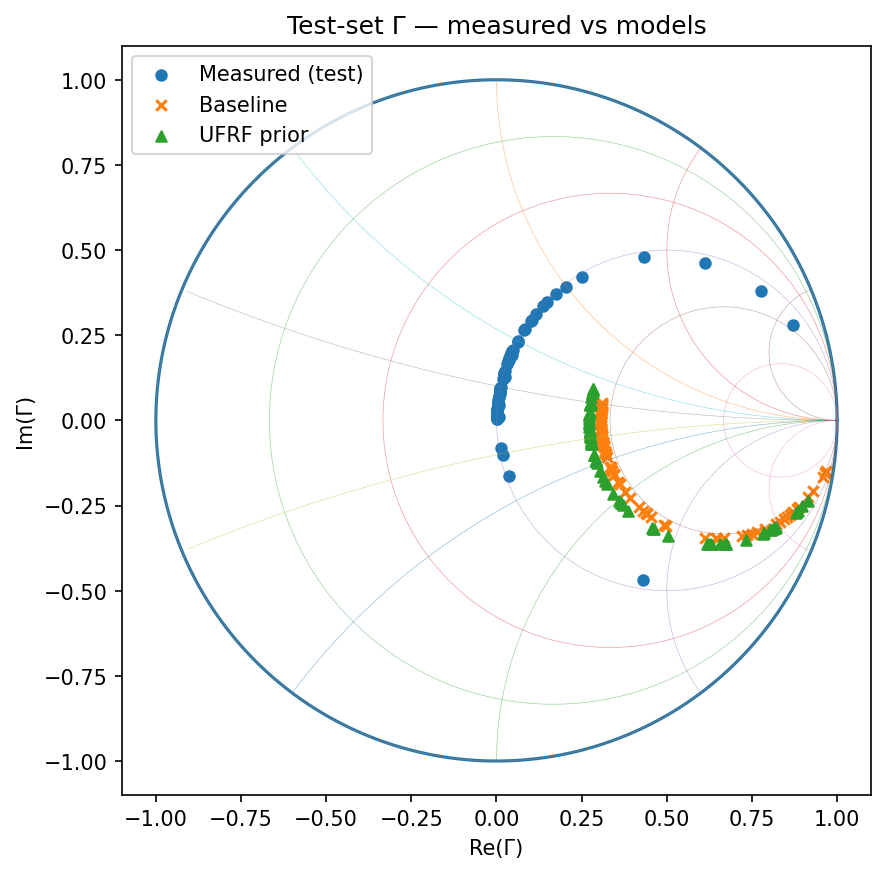 Test-set Γ — measured vs models
Measured (test)
Baseline
UFRF prior
1.00
0.75
0.50
0.25
0.00
−0.25
−0.50
−0.75
−1.00
Im(Γ)
−1.00 −0.75 −0.50 −0.25 0.00 0.25 0.50 0.75 1.00
Re(Γ)